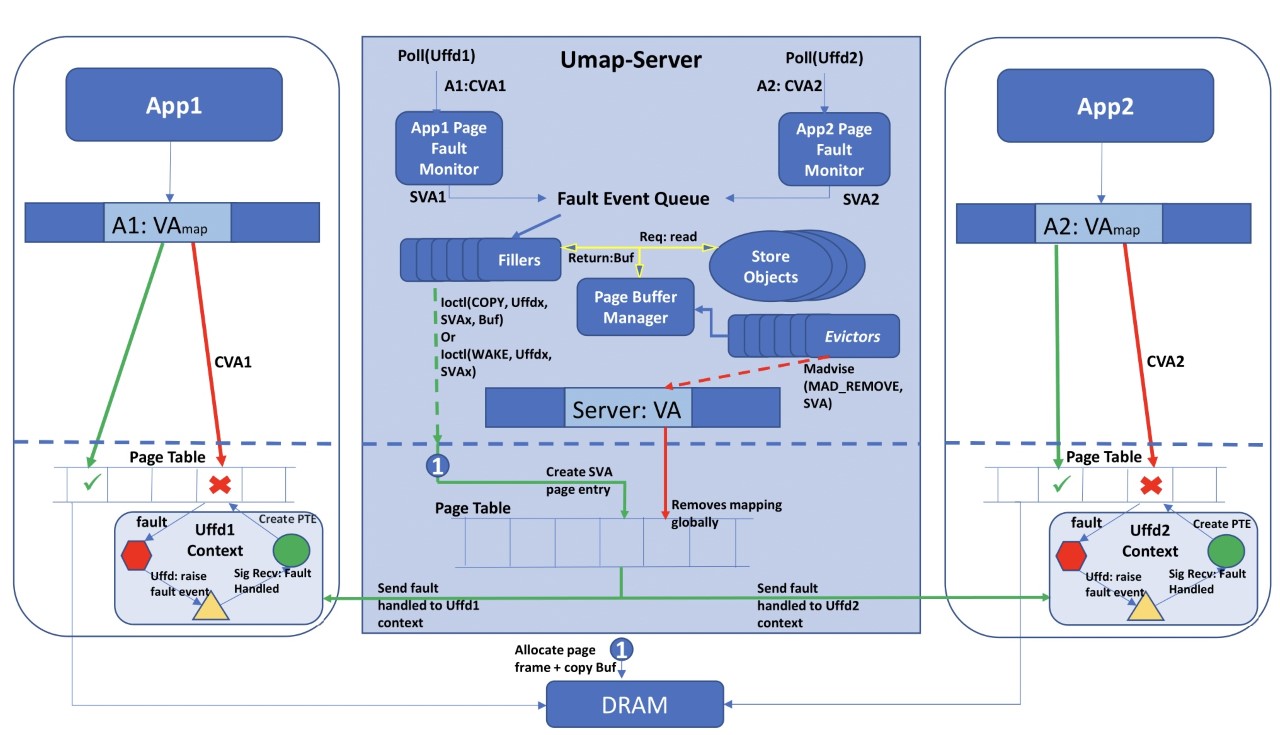 App1
A1: VAmap
CVA1
Page Table
fault
Uffd1
Context
Create PTE
Uffd: raise
fault event
Sig Recv: Fault
Handled
Umap-Server
Poll(Uffd1)
A1:CVA1
App1 Page
Fault
Monitor
SVA1
Poll(Uffd2)
A2: CVA2
App2 Page
Fault
Monitor
SVA2
Fault Event Queue
Fillers
Req: read
Return:Buf
Store
Objects
Page Buffer
Manager
Evictors
Ioctl(COPY, Uffdx,
SVAx, Buf)
Or
Ioctl(WAKE, Uffdx,
SVAx)
Madvise
(MAD_REMOVE,
SVA)
Server: VA
1
Create SVA
page entry
Page Table
Removes mapping
globally
Send fault
handled to Uffd1
context
Send fault
handled to Uffd2
context
Allocate page
frame + copy Buf
1
DRAM
App2
A2: VAmap
CVA2
Page Table
fault
Uffd2
Context
Create PTE
Uffd: raise
fault event
Sig Recv: Fault
Handled